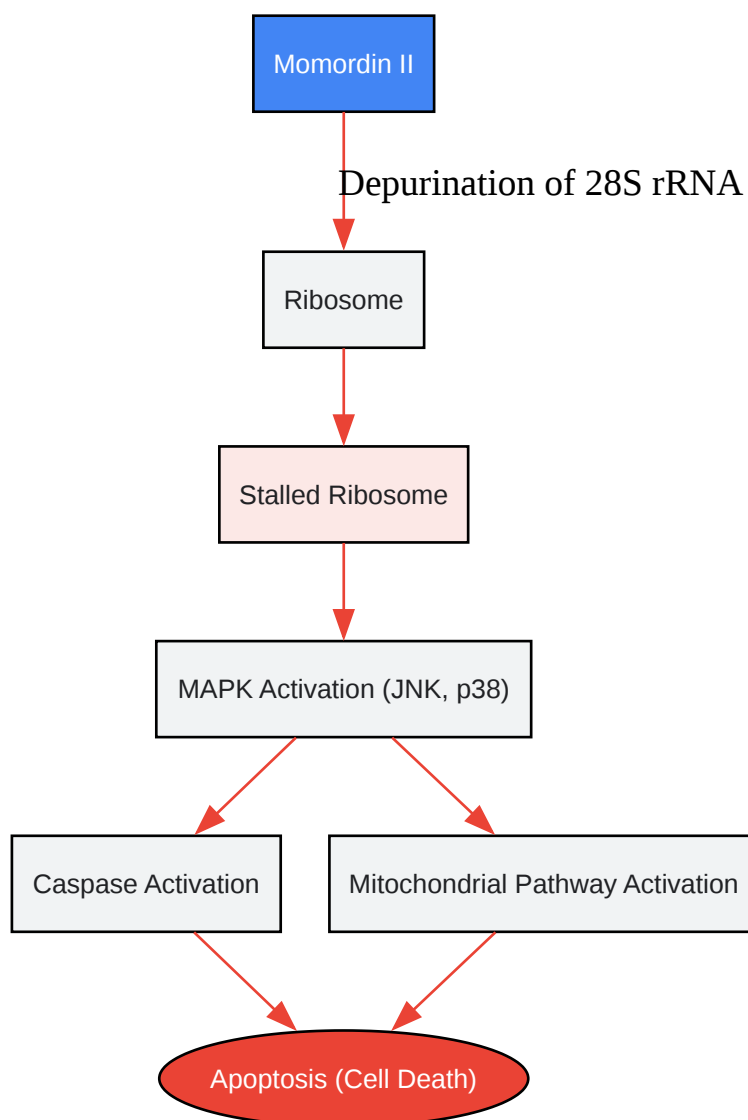 Momordin II
Depurination of 28S rRNA
Ribosome
Stalled Ribosome
MAPK Activation (JNK, p38)
Caspase Activation
Mitochondrial Pathway Activation
Apoptosis (Cell Death)